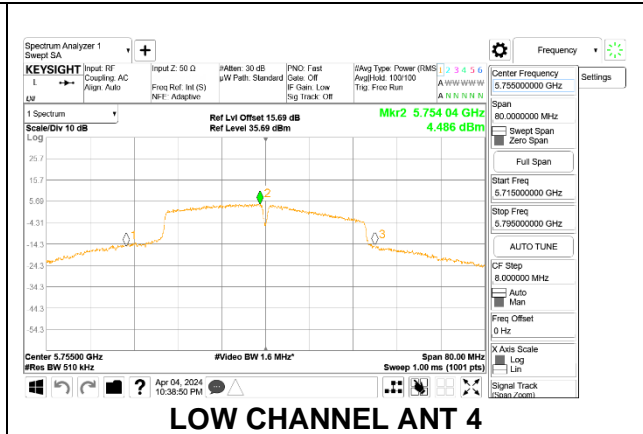 Spectrum Analyzer 1
Swept SA
Frequency
KEYSIGHT
Input: RF
Coupling: AC
Align: Auto
Input Z: 50 Ω
Freq Ref: Int (S)
NFE: Adaptive
#Atten: 30 dB
µW Path: Standard
PNO: Fast
Gate: Off
IF Gain: Low
Sig Track: Off
#Avg Type: Power (RMS
Avg|Hold: 100/100
Trig: Free Run
1 2 3 4 5 6
A W W W W W
A N N N N N
L
1 Spectrum
Scale/Div 10 dB
Log
Ref Lvl Offset 15.69 dB
Ref Level 35.69 dBm
Mkr2 5.754 04 GHz
4.486 dBm
25.7
15.7
5.69
-4.31
-14.3
-24.3
-34.3
-44.3
-54.3
1
2
3
Center 5.75500 GHz
#Res BW 510 kHz
#Video BW 1.6 MHz*
Span 80.00 MHz
Sweep 1.00 ms (1001 pts)
Apr 04, 2024
10:38:50 PM
Center Frequency
5.755000000 GHz
Settings
Span
80.0000000 MHz
Swept Span
Zero Span
Full Span
Start Freq
5.715000000 GHz
Stop Freq
5.795000000 GHz
AUTO TUNE
CF Step
8.000000 MHz
Auto
Man
Freq Offset
0 Hz
X Axis Scale
Log
Lin
Signal Track
(Span Zoom)
LOW CHANNEL ANT 4